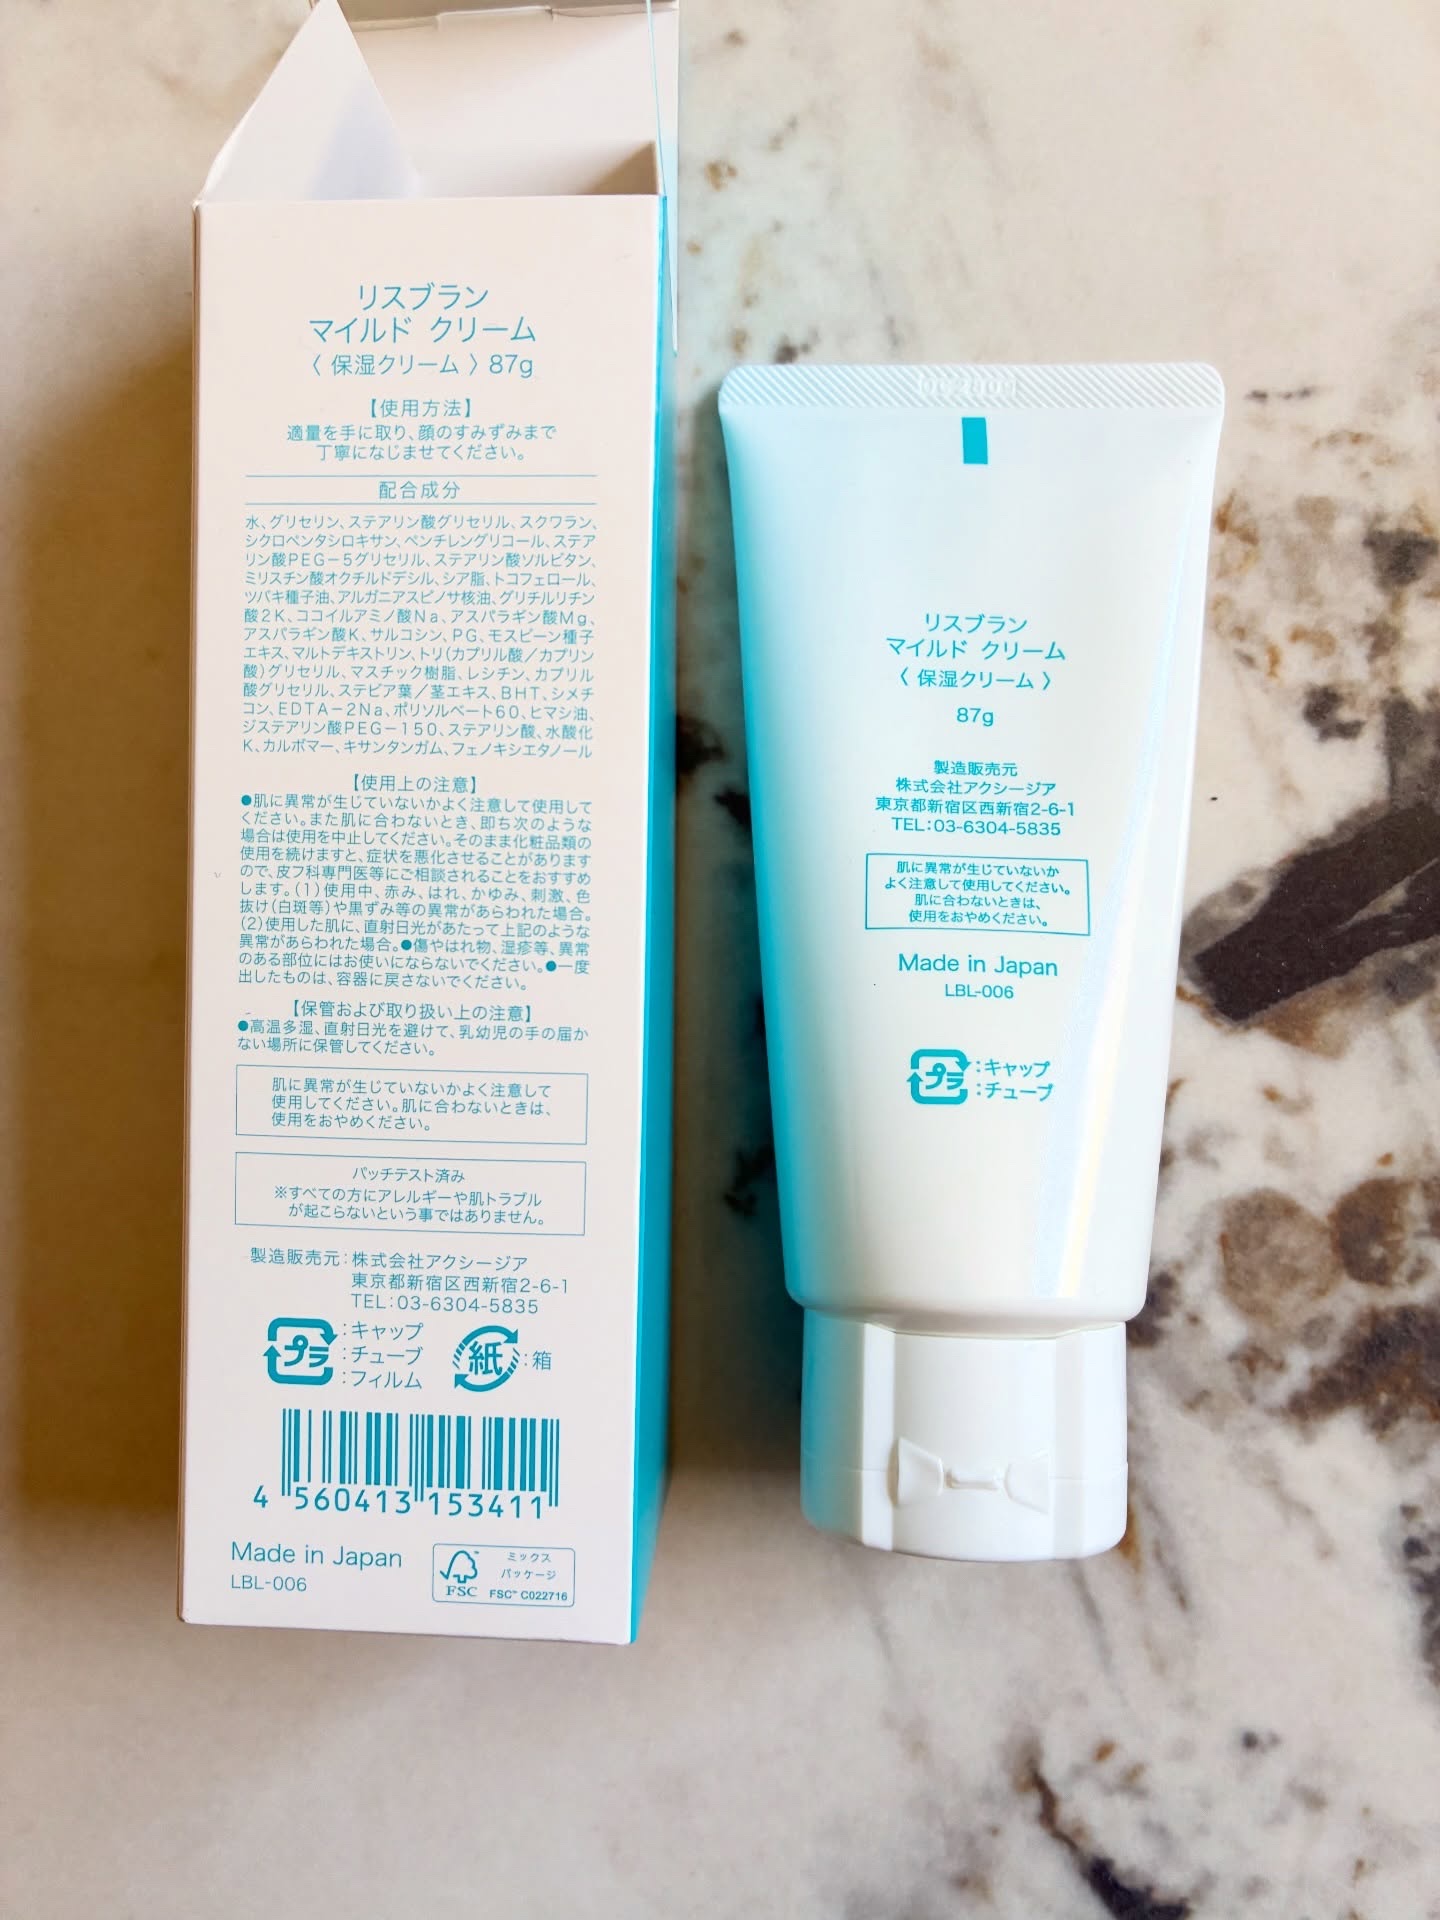 リスブラン
マイルド クリーム
〈 保湿クリーム 〉87g
【使用方法】
適量を手に取り、顔のすみずみまで
丁寧になじませてください。
配合成分
水、グリセリン、ステアリン酸グリセリル、スクワラン、
シクロペンタシロキサン、ペンチレングリコール、ステア
リン酸PEG－5グリセリル、ステアリン酸ソルビタン、
ミリスチン酸オクチルドデシル、シア脂、トコフェロール、
ツバキ種子油、アルガニアスピノサ核油、グリチルリチン
酸2K、ココイルアミノ酸Na、アスパラギン酸Mg、
アスパラギン酸K、サルコシン、PG、モスビーン種子
エキス、マルトデキストリン、トリ(カプリル酸／カプリン
酸)グリセリル、マスチック樹脂、レシチン、カプリル
酸グリセリル、ステビア葉／茎エキス、BHT、シメチ
コン、EDTA－2Na、ポリソルベート60、ヒマシ油、
ジステアリン酸PEG－150、ステアリン酸、水酸化
K、カルボマー、キサンタンガム、フェノキシエタノール
【使用上の注意】
●肌に異常が生じていないかよく注意して使用して
ください。また肌に合わないとき、即ち次のような
場合は使用を中止してください。そのまま化粧品類の
使用を続けますと、症状を悪化させることがあります
ので、皮フ科専門医等にご相談されることをおすすめ
します。(1)使用中、赤み、はれ、かゆみ、刺激、色
抜け(白斑等)や黒ずみ等の異常があらわれた場合。
(2)使用した肌に、直射日光があたって上記のような
異常があらわれた場合。●傷やはれ物、湿疹等、異常
のある部位にはお使いにならないでください。●一度
出したものは、容器に戻さないでください。
【保管および取り扱い上の注意】
●高温多湿、直射日光を避けて、乳幼児の手の届か
ない場所に保管してください。
肌に異常が生じていないかよく注意して
使用してください。肌に合わないときは、
使用をおやめください。
パッチテスト済み
※すべての方にアレルギーや肌トラブル
が起こらないという事ではありません。
製造販売元：株式会社アクシージア
東京都新宿区西新宿2-6-1
TEL：03-6304-5835
プラ ：キャップ
：チューブ
：フィルム
紙 ：箱
4 560413 153411
Made in Japan
LBL-006
FSC™
ミックス
パッケージ
FSC™ C022716
リスブラン
マイルド クリーム
〈 保湿クリーム 〉
87g
製造販売元
株式会社アクシージア
東京都新宿区西新宿2-6-1
TEL：03-6304-5835
肌に異常が生じていないか
よく注意して使用してください。
肌に合わないときは、
使用をおやめください。
Made in Japan
LBL-006
プラ ：キャップ
：チューブ